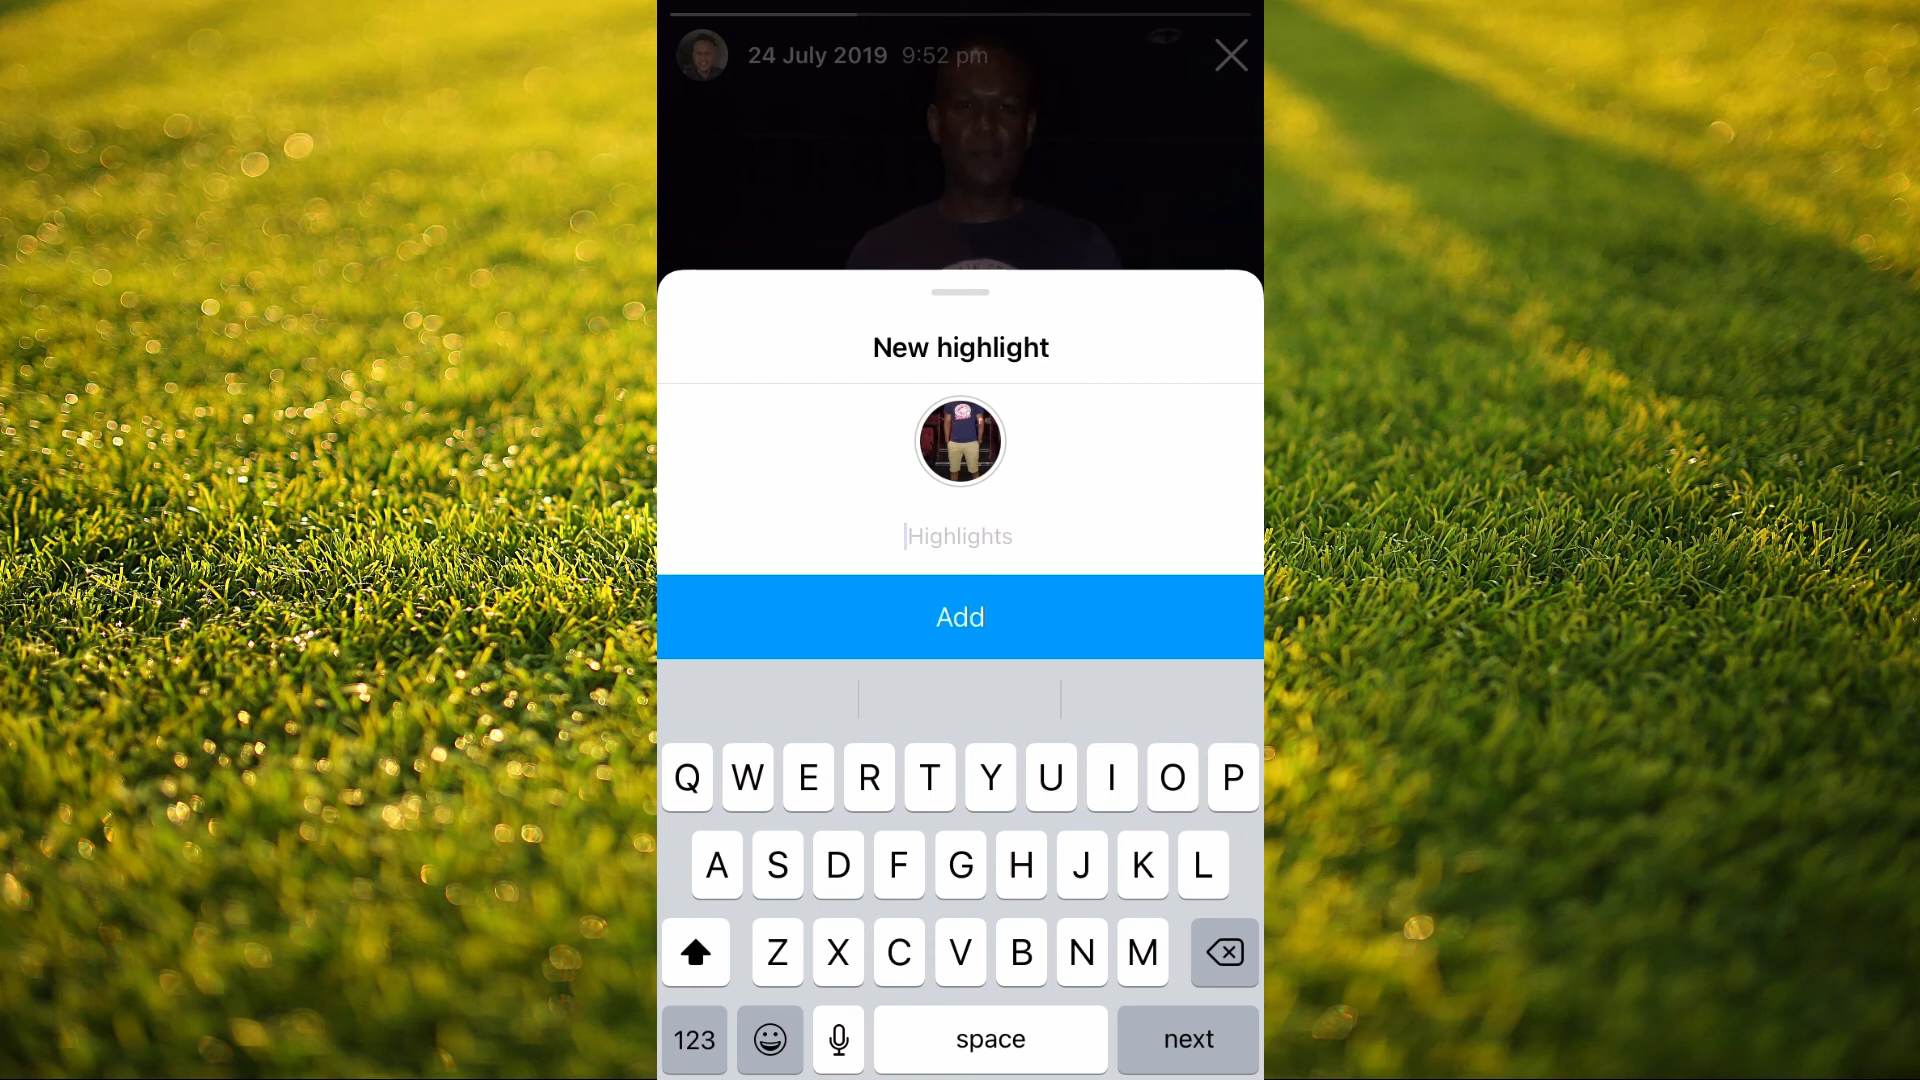 24 July 2019 9:52 pm
New highlight
Highlights
Add
Q W E R T Y U I O P
A S D F G H J K L
Z X C V B N M
123 space next